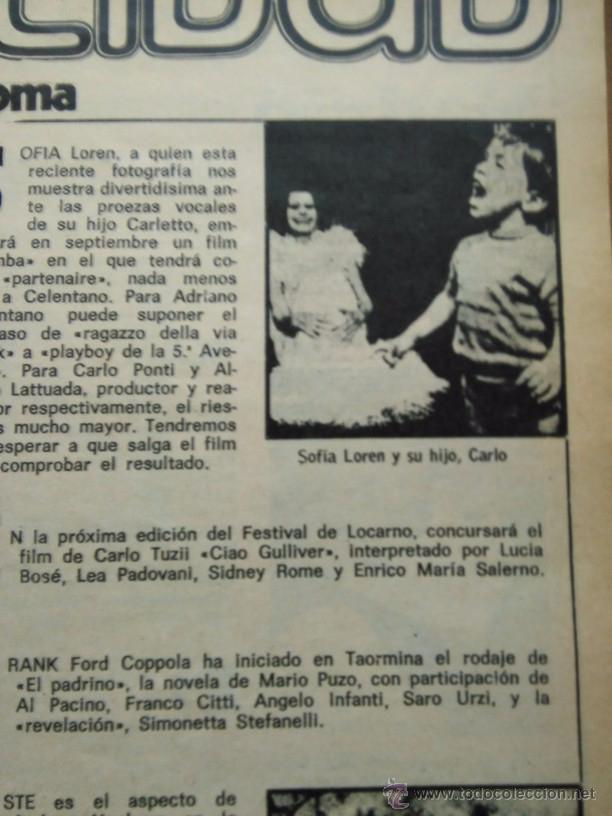 oma
OFIA Loren, a quien esta
reciente fotografía nos
muestra divertidísima an-
te las proezas vocales
de su hijo Carletto, em-
rá en septiembre un film
mba» en el que tendrá co-
«partenaire», nada menos
a Celentano. Para Adriano
ntano puede suponer el
aso de «ragazzo della via
k» a «playboy de la 5.ª Ave-
. Para Carlo Ponti y Al-
Lattuada, productor y rea-
or respectivamente, el ries-
s mucho mayor. Tendremos
esperar a que salga el film
comprobar el resultado.
Sofía Loren y su hijo, Carlo
N la próxima edición del Festival de Locarno, concursará el
film de Carlo Tuzii «Ciao Gulliver», interpretado por Lucia
Bosé, Lea Padovani, Sidney Rome y Enrico María Salerno.
RANK Ford Coppola ha iniciado en Taormina el rodaje de
«El padrino», la novela de Mario Puzo, con participación de
Al Pacino, Franco Citti, Angelo Infanti, Saro Urzi, y la
«revelación», Simonetta Stefanelli.
STE es el aspecto de
www.todocoleccion.net